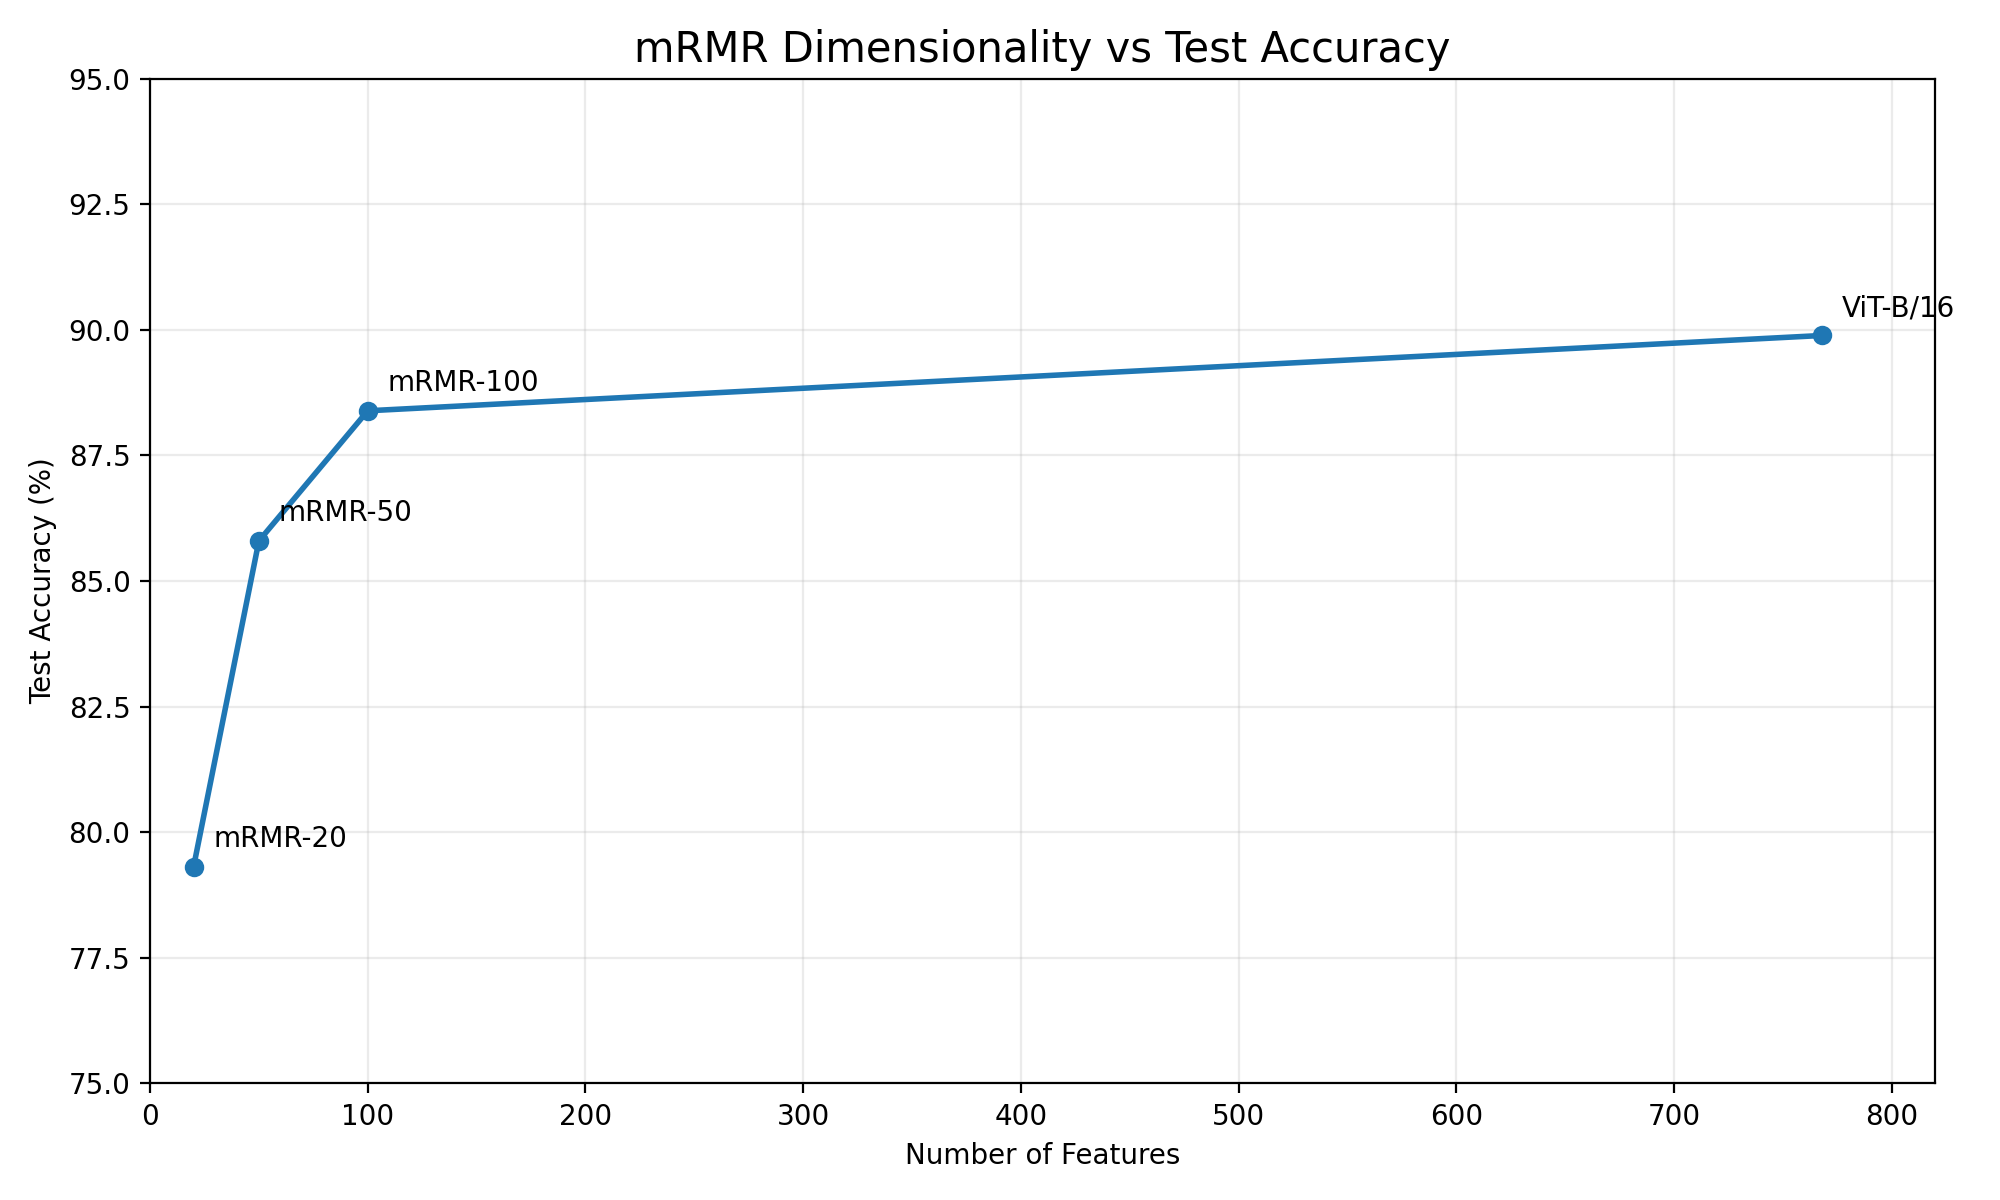 mRMR Dimensionality vs Test Accuracy
95.0
92.5
90.0
87.5
85.0
82.5
80.0
77.5
75.0
Test Accuracy (%)
ViT-B/16
mRMR-100
mRMR-50
mRMR-20
0 100 200 300 400 500 600 700 800
Number of Features